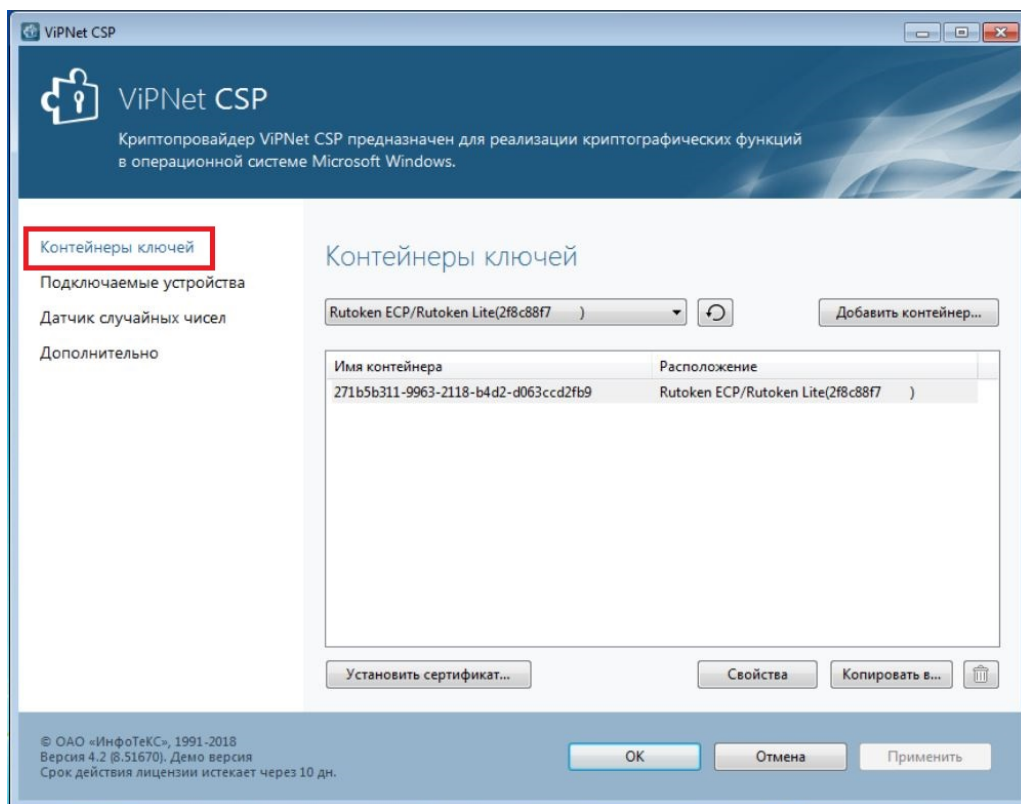 ViPNet CSP
ViPNet CSP
Криптопровайдер ViPNet CSP предназначен для реализации криптографических функций
в операционной системе Microsoft Windows.
Контейнеры ключей
Подключаемые устройства
Датчик случайных чисел
Дополнительно
Контейнеры ключей
Rutoken ECP/Rutoken Lite(2f8c88f7 )
Добавить контейнер...
Имя контейнера Расположение
271b5b311-9963-2118-b4d2-d063ccd2fb9 Rutoken ECP/Rutoken Lite(2f8c88f7 )
Установить сертификат... Свойства Копировать в...
© ОАО «ИнфоТеКС», 1991-2018
Версия 4.2 (8.51670). Демо версия
Срок действия лицензии истекает через 10 дн.
OK Отмена Применить